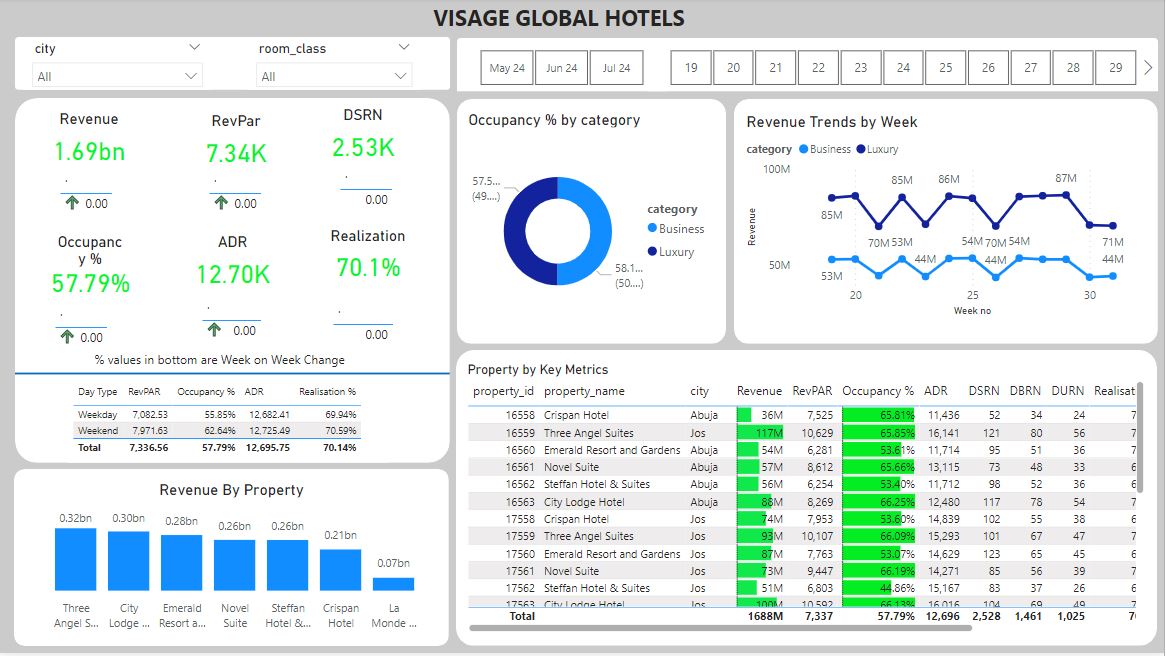 VISAGE GLOBAL HOTELS
city
room_class
All
All
May 24
Jun 24
Jul 24
19
20
21
22
23
24
25
26
27
28
29
Revenue
RevPar
DSRN
1.69bn
7.34K
2.53K
0.00
0.00
0.00
Occupanc
y %
ADR
Realization
57.79%
12.70K
70.1%
0.00
0.00
0.00
% values in bottom are Week on Week Change
Day Type RevPAR Occupancy % ADR Realisation %
Weekday 7,082.53 55.85% 12,682.41 69.94%
Weekend 7,971.63 62.64% 12,725.49 70.59%
Total 7,336.56 57.79% 12,695.75 70.14%
Revenue By Property
0.32bn
0.30bn
0.28bn
0.26bn
0.26bn
0.21bn
0.07bn
Three
Angel S...
City
Lodge ...
Emerald
Resort a...
Novel
Suite
Steffan
Hotel &...
Crispan
Hotel
La
Monde ...
Occupancy % by category
57.5...
(49....)
58.1...
(50....)
category
Business
Luxury
Revenue Trends by Week
category Business Luxury
100M
50M
Revenue
85M
85M
86M
87M
70M
53M
54M
70M
54M
71M
53M
44M
44M
44M
20
25
30
Week no
Property by Key Metrics
property_id property_name city Revenue RevPAR Occupancy % ADR DSRN DBRN DURN Realisat
16558 Crispan Hotel Abuja 36M 7,525 65.81% 11,436 52 34 24 7
16559 Three Angel Suites Jos 117M 10,629 65.85% 16,141 121 80 56 7
16560 Emerald Resort and Gardens Abuja 54M 6,281 53.61% 11,714 95 51 36 7
16561 Novel Suite Abuja 57M 8,612 65.66% 13,115 73 48 33 6
16562 Steffan Hotel & Suites Abuja 56M 6,254 53.40% 11,712 98 52 36 6
16563 City Lodge Hotel Abuja 88M 8,269 66.25% 12,480 117 78 54 7
17558 Crispan Hotel Jos 74M 7,953 53.60% 14,839 102 55 38 6
17559 Three Angel Suites Jos 93M 10,107 66.09% 15,293 101 67 47 7
17560 Emerald Resort and Gardens Jos 87M 7,763 53.07% 14,629 123 65 45 6
17561 Novel Suite Jos 73M 9,447 66.19% 14,271 85 56 39 7
17562 Steffan Hotel & Suites Jos 51M 6,803 44.86% 15,167 83 37 26 6
17563 City Lodge Hotel Jos 100M 10,592 66.13% 16,016 104 69 49 7
Total 1688M 7,337 57.79% 12,696 2,528 1,461 1,025 70